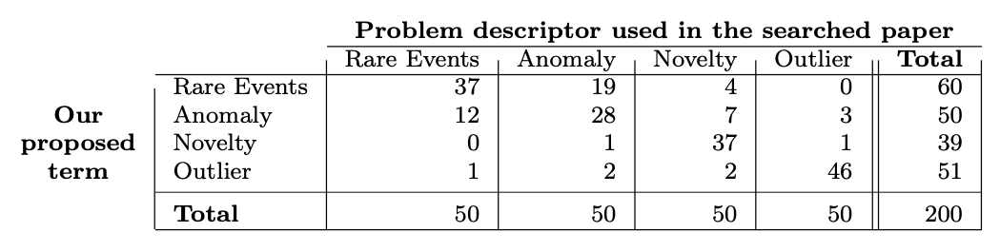 Problem descriptor used in the searched paper
Rare Events Anomaly Novelty Outlier Total
Rare Events 37 19 4 0 60
Our Anomaly 12 28 7 3 50
proposed Novelty 0 1 37 1 39
term Outlier 1 2 2 46 51
Total 50 50 50 50 200